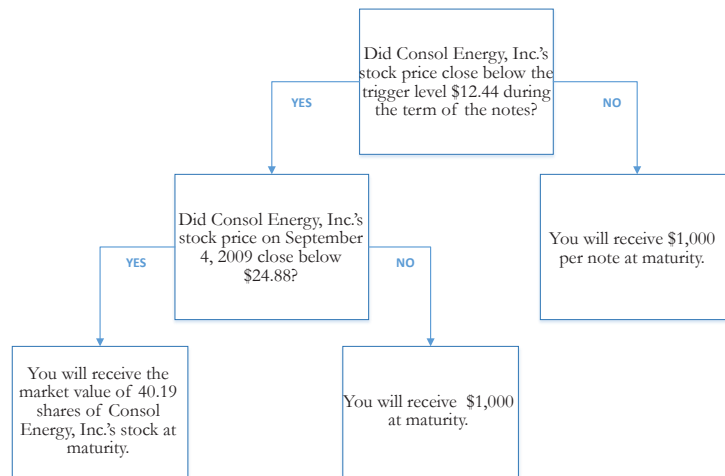 Did Consol Energy, Inc.'s
stock price close below the
trigger level $12.44 during
the term of the notes?
YES
NO
Did Consol Energy, Inc.'s
stock price on September
4, 2009 close below
$24.88?
You will receive $1,000
per note at maturity.
YES
NO
You will receive the
market value of 40.19
shares of Consol
Energy, Inc.'s stock at
maturity.
You will receive $1,000
at maturity.